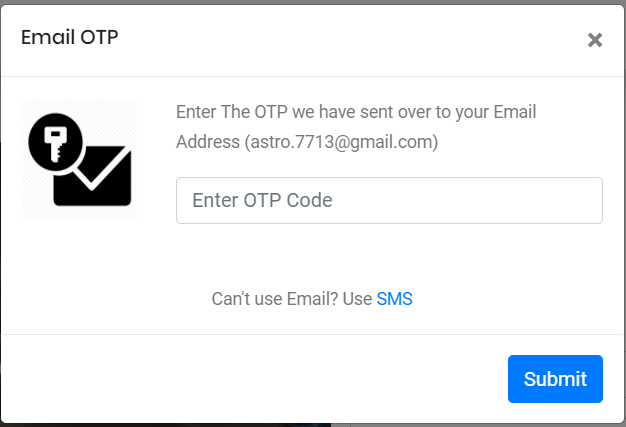 Email OTP
×
Enter The OTP we have sent over to your Email
Address (astro.7713@gmail.com)
Enter OTP Code
Can't use Email? Use SMS
Submit